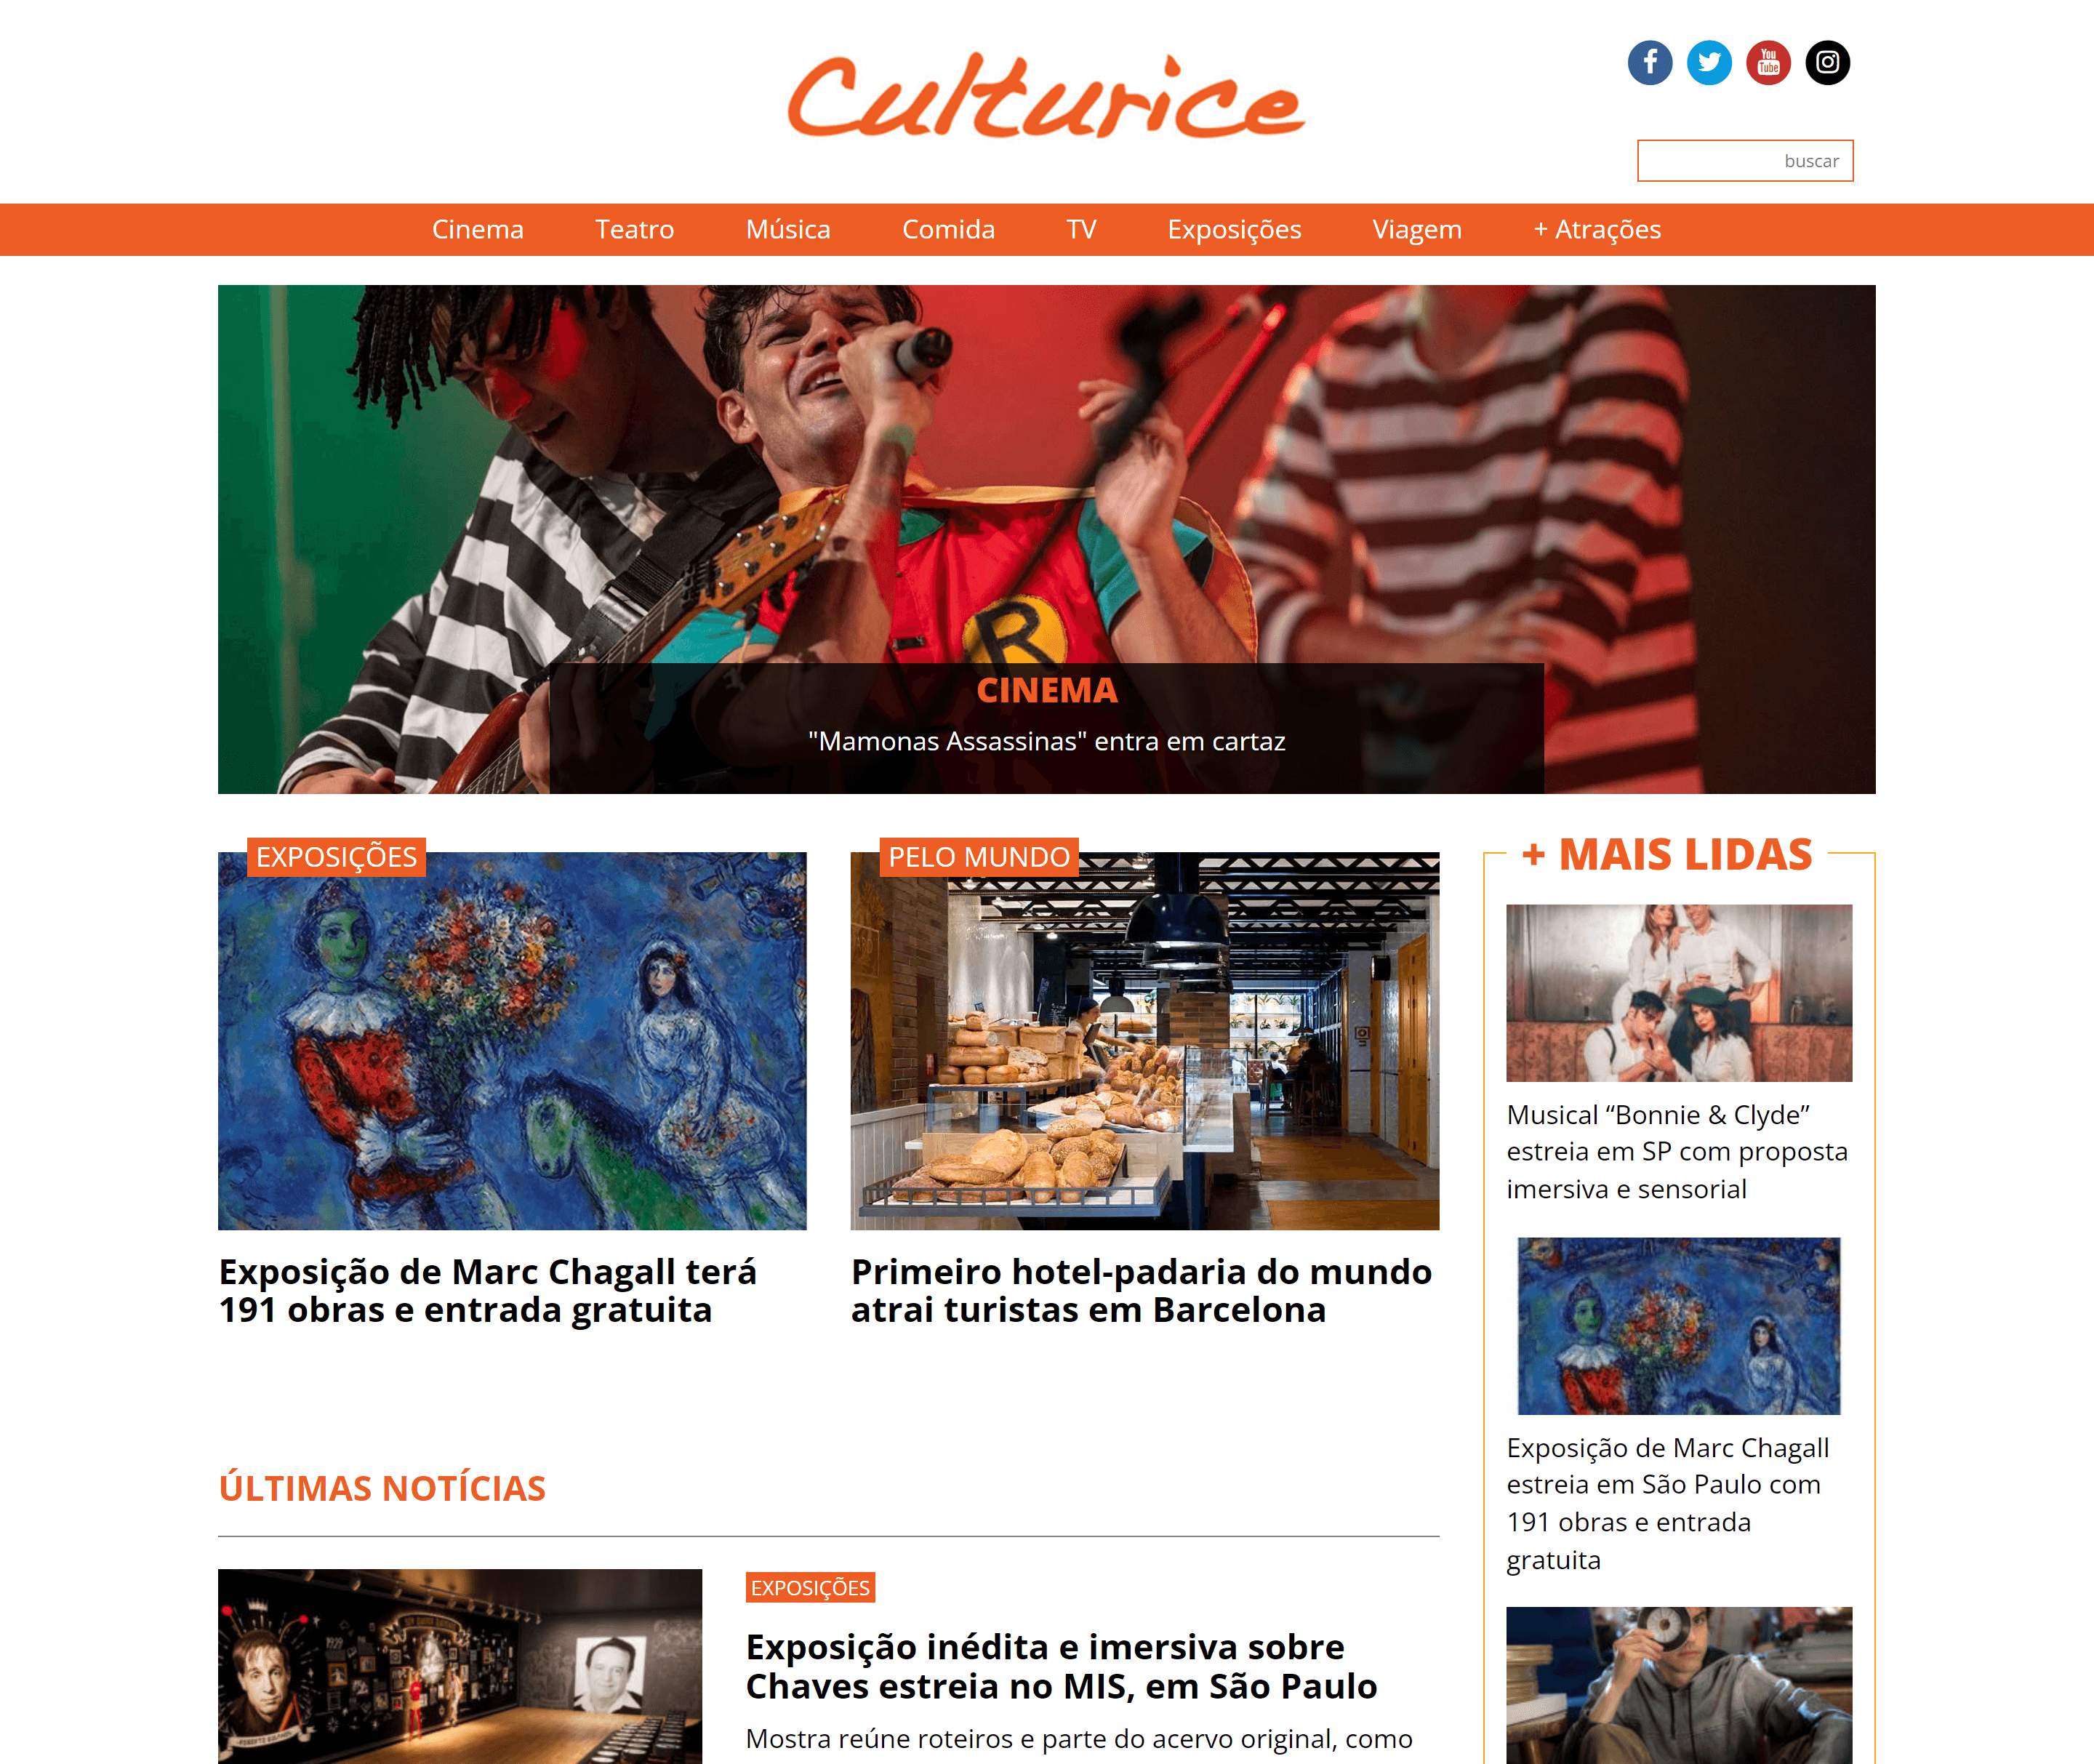 Culturice
You
Tube
buscar
Cinema Teatro Música Comida TV Exposições Viagem + Atrações
R
CINEMA
"Mamonas Assassinas" entra em cartaz
EXPOSIÇÕES
Exposição de Marc Chagall terá
191 obras e entrada gratuita
PELO MUNDO
Primeiro hotel-padaria do mundo
atrai turistas em Barcelona
+ MAIS LIDAS
Musical “Bonnie & Clyde”
estreia em SP com proposta
imersiva e sensorial
Exposição de Marc Chagall
estreia em São Paulo com
191 obras e entrada
gratuita
ÚLTIMAS NOTÍCIAS
EXPOSIÇÕES
Exposição inédita e imersiva sobre
Chaves estreia no MIS, em São Paulo
Mostra reúne roteiros e parte do acervo original, como